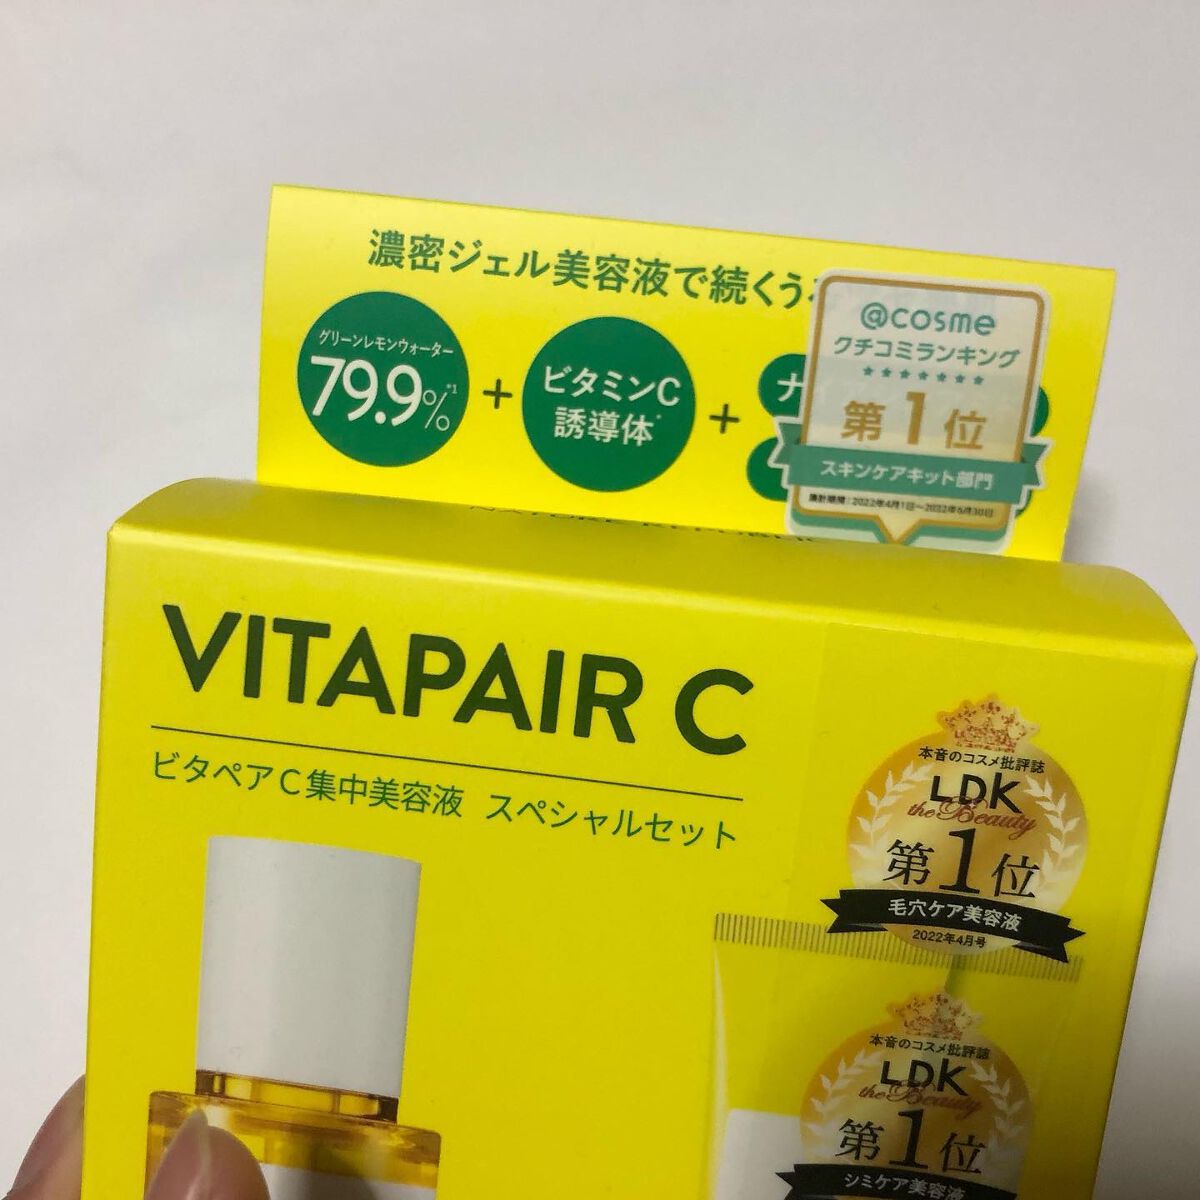 濃密ジェル美容液で続くう
グリーンレモンウォーター
79.9%*1
+
ビタミンC
誘導体*
+
ナ
@cosme
クチコミランキング
★★★★★★★
第1位
スキンケアキット部門
集計期間:2022年4月1日~2022年6月30日
VITAPAIR C
ビタペアC集中美容液 スペシャルセット
本音のコスメ批評誌
LDK
the Beauty
第1位
毛穴ケア美容液
2022年4月号
本音のコスメ批評誌
LDK
the Beauty
第1位
シミケア美容液